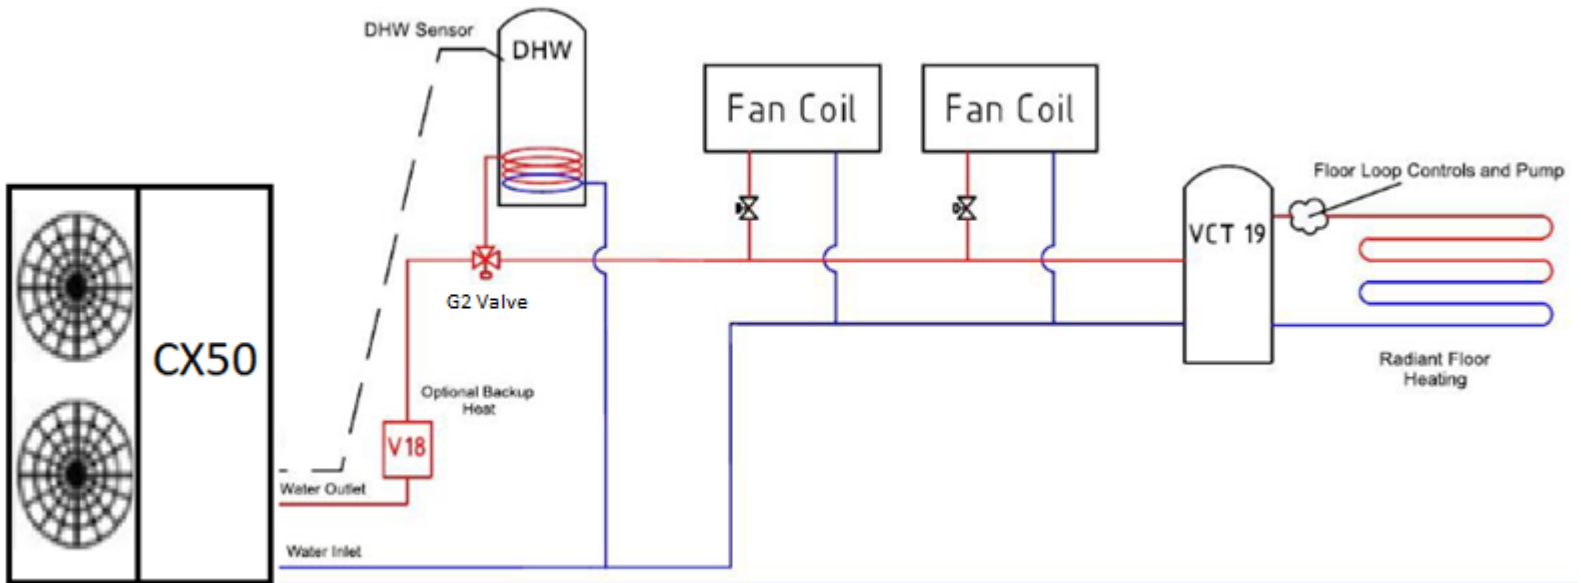 DHW Sensor
DHW
Fan Coil
Fan Coil
Floor Loop Controls and Pump
VCT 19
G2 Valve
CX50
Radiant Floor
Heating
Optional Backup
Heat
V18
Water Outlet
Water Inlet